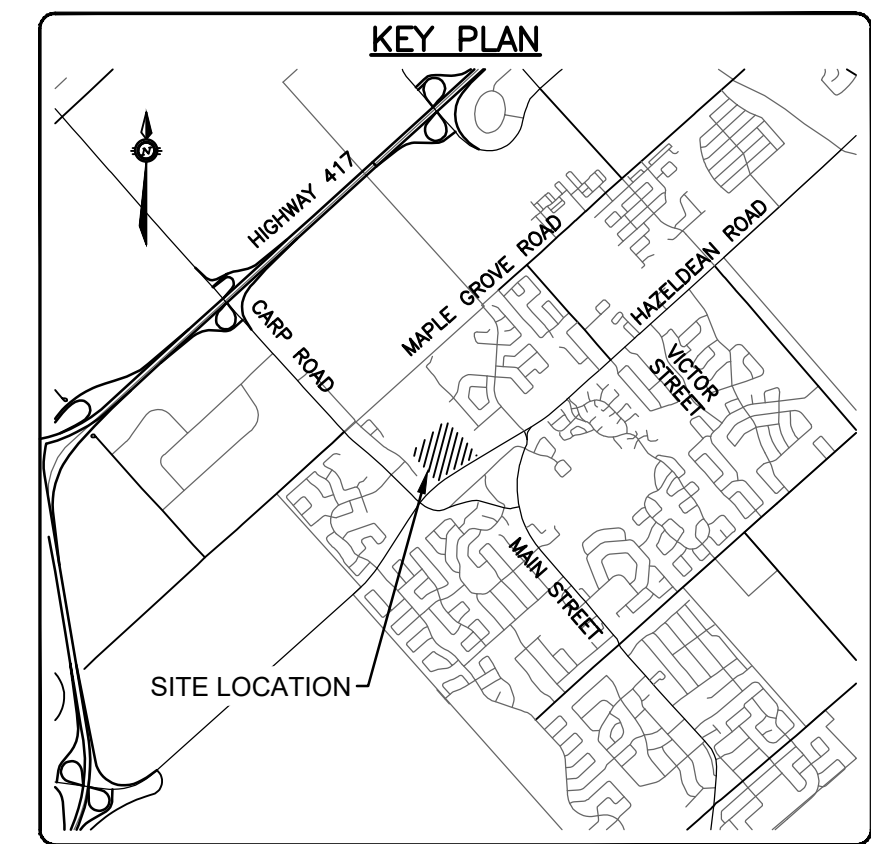 KEY PLAN
N
HIGHWAY 417
MAPLE GROVE ROAD
HAZELDEAN ROAD
CARP ROAD
VICTOR
STREET
MAIN STREET
SITE LOCATION